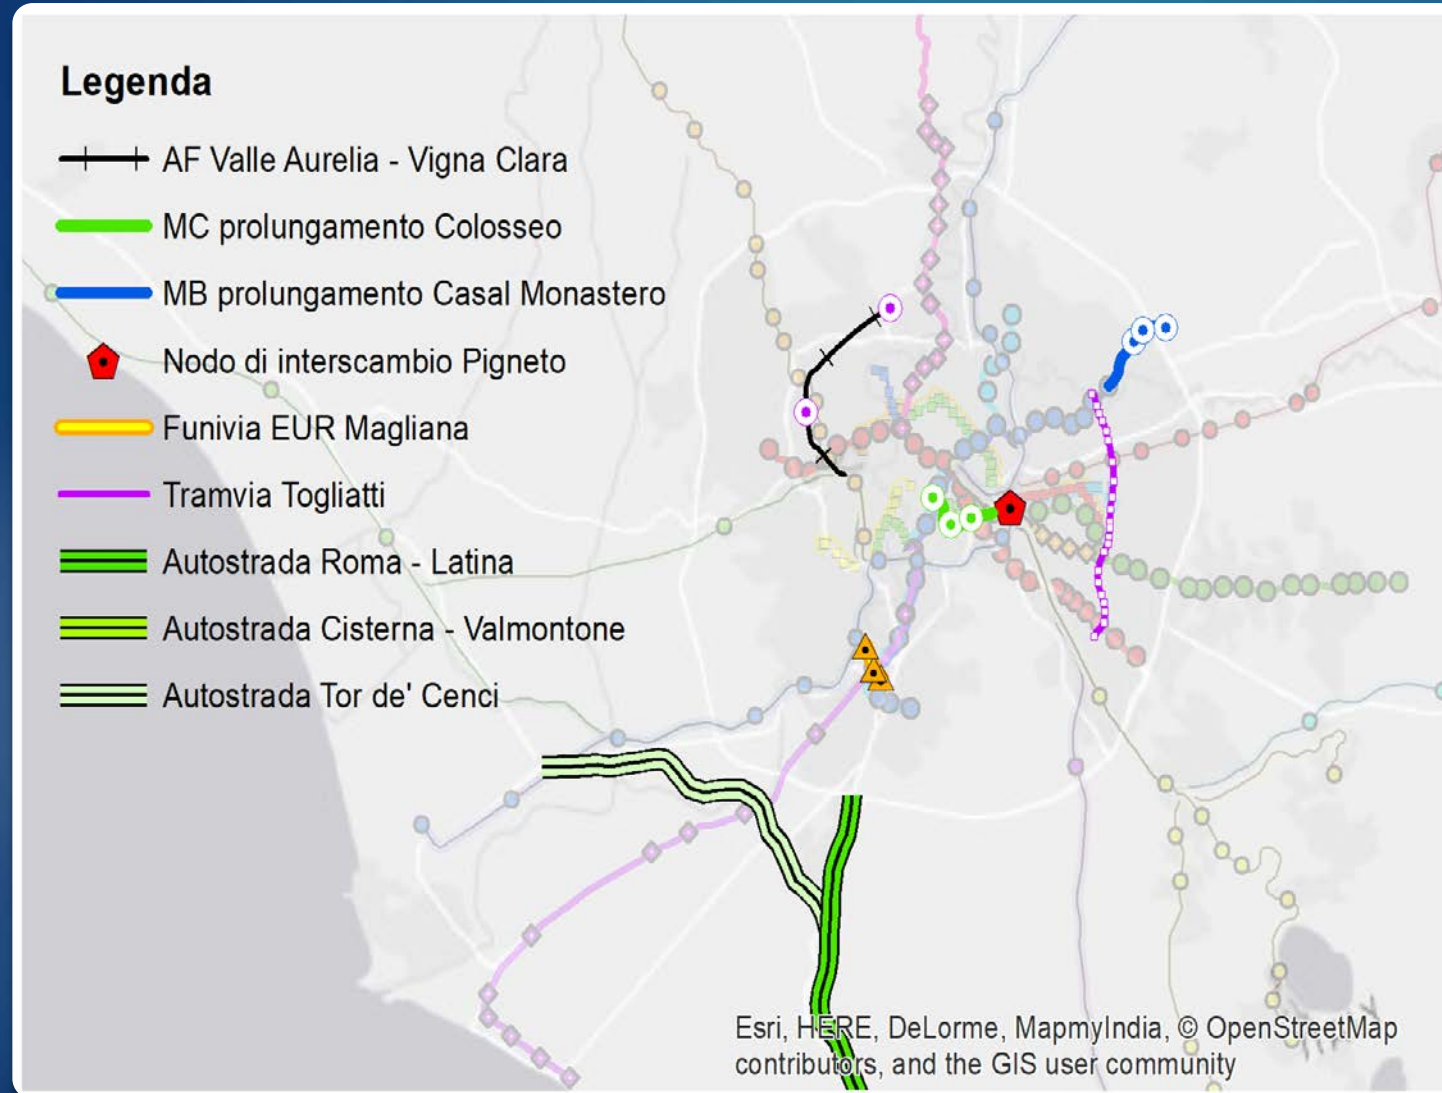 Legenda
AF Valle Aurelia - Vigna Clara
MC prolungamento Colosseo
MB prolungamento Casal Monastero
Nodo di interscambio Pigneto
Funivia EUR Magliana
Tramvia Togliatti
Autostrada Roma - Latina
Autostrada Cisterna - Valmontone
Autostrada Tor de' Cenci
Esri, HERE, DeLorme, MapmyIndia, © OpenStreetMap
contributors, and the GIS user community